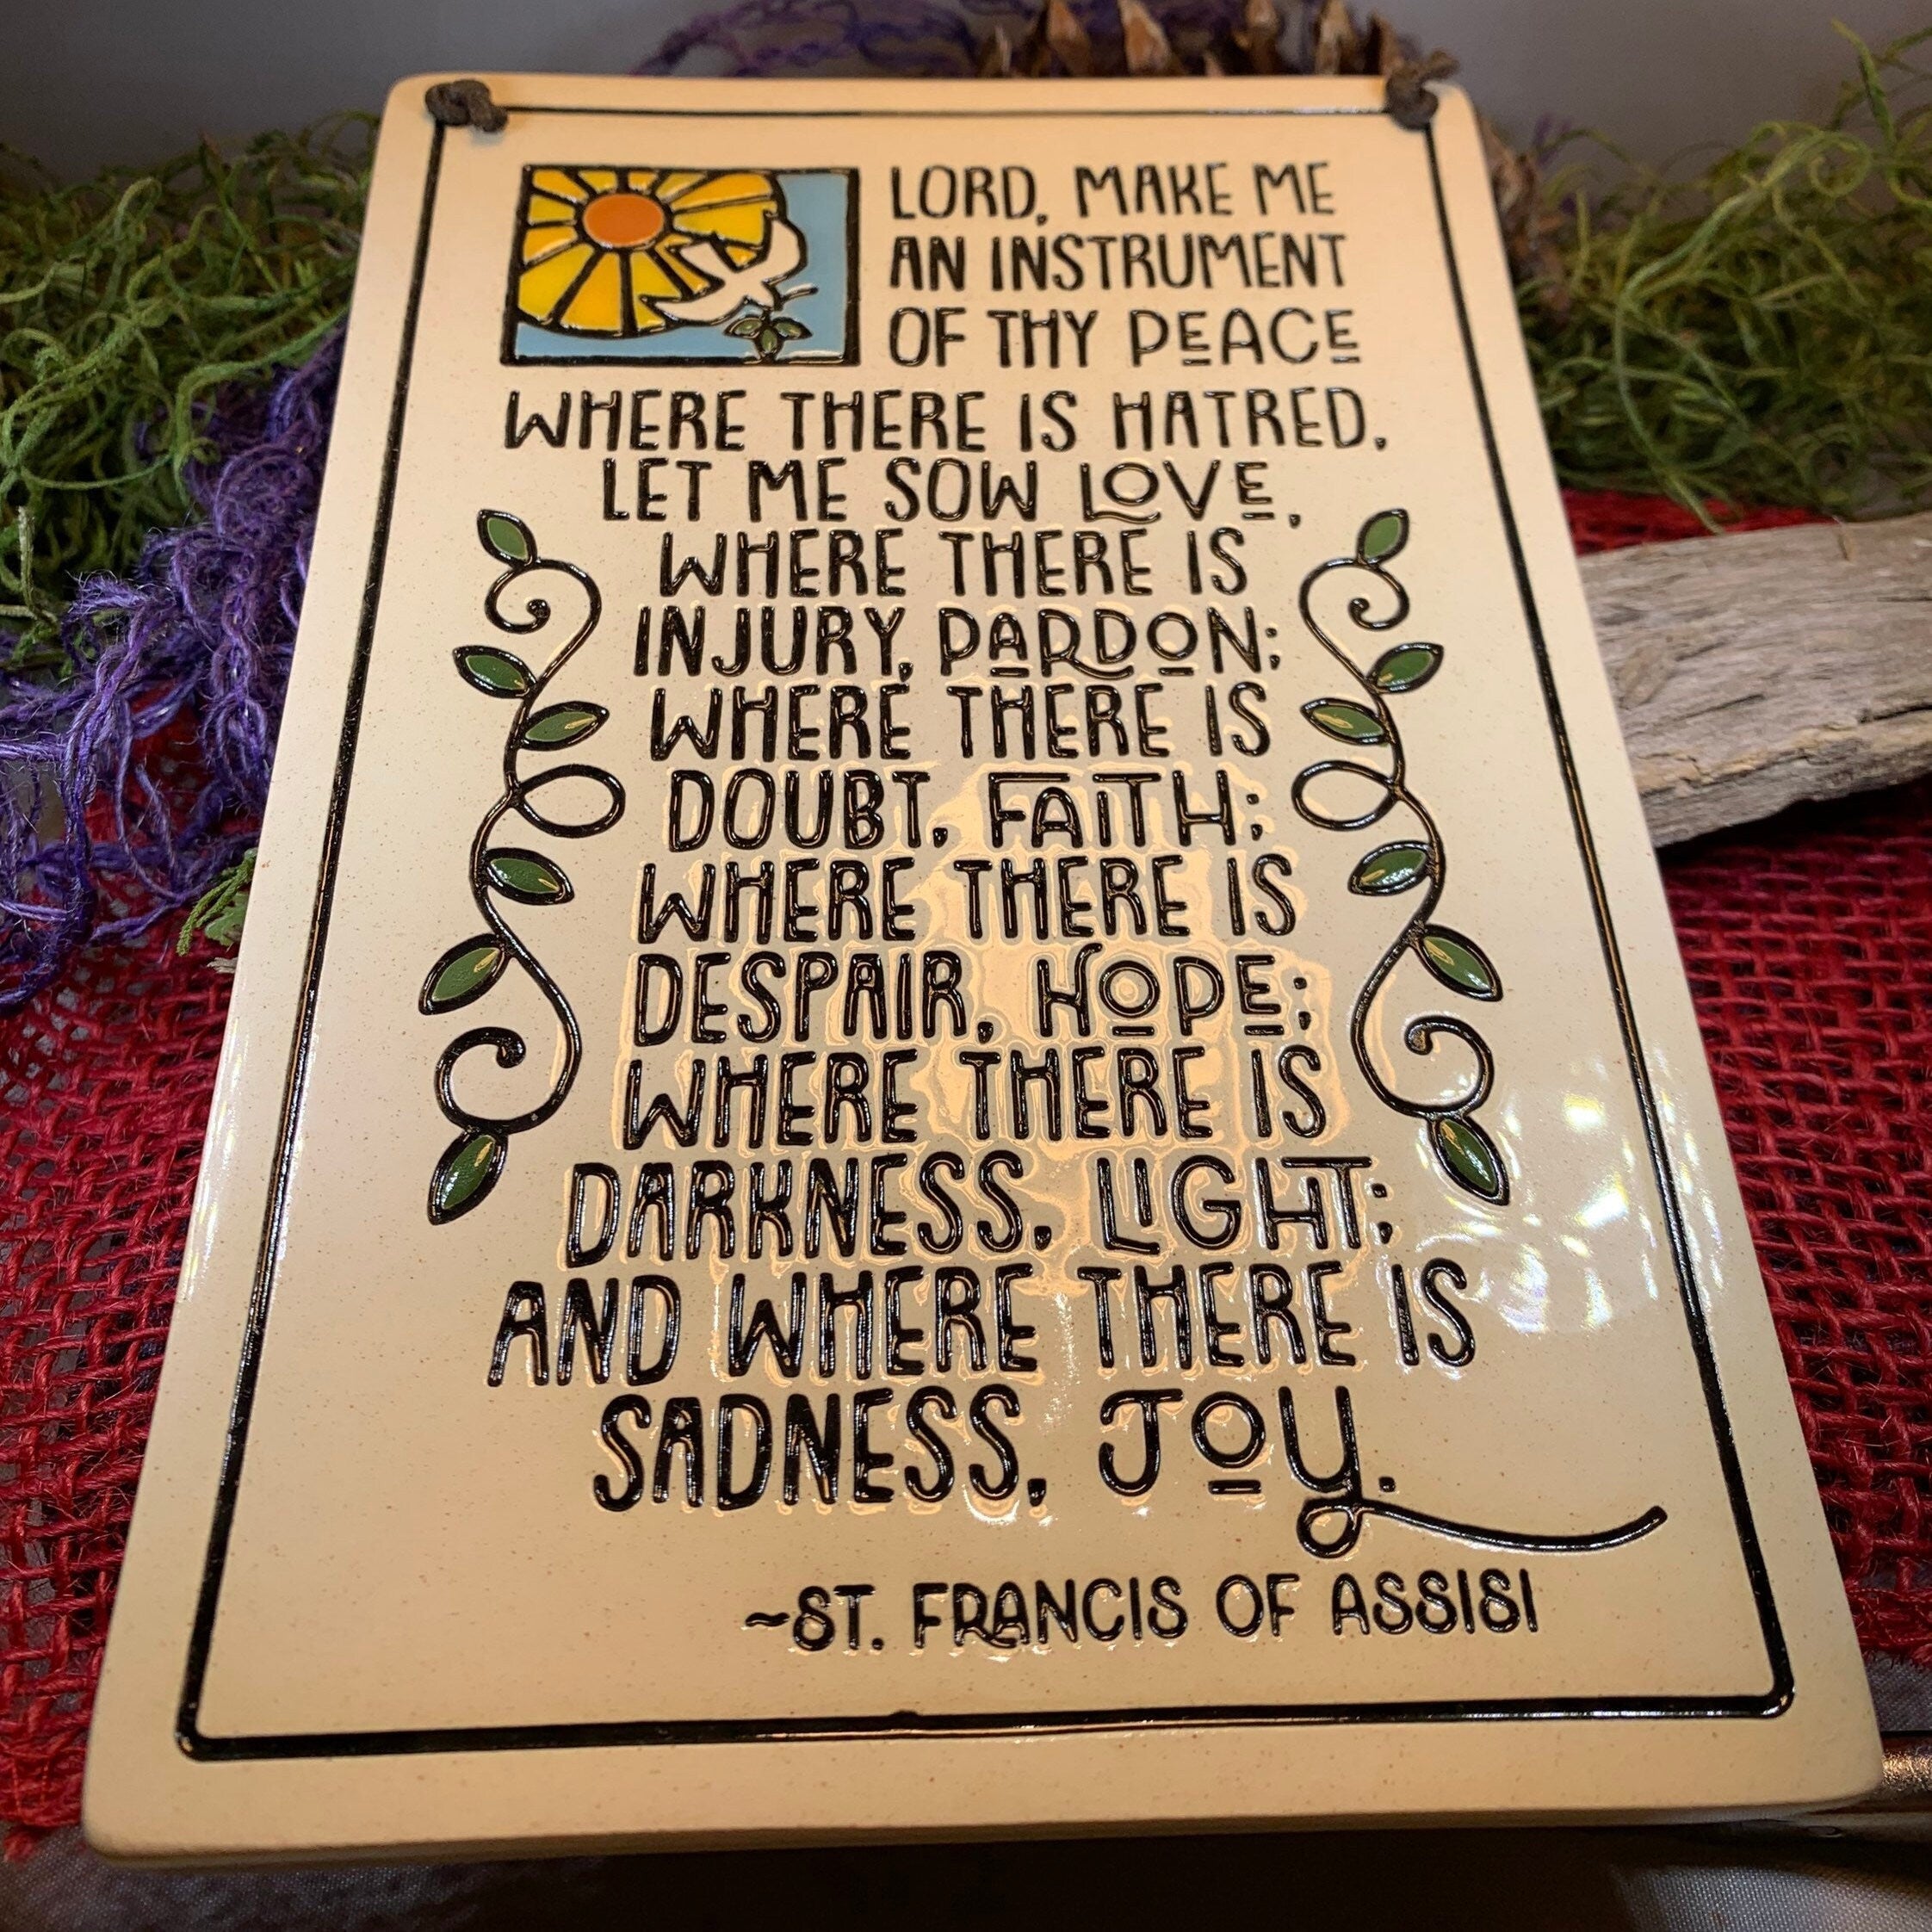 LORD, MAKE ME
AN INSTRUMENT
OF THY PEACE
WHERE THERE IS HATRED,
LET ME SOW LOVE,
WHERE THERE IS
INJURY, PARDON;
WHERE THERE IS
DOUBT, FAITH;
WHERE THERE IS
DESPAIR, HOPE;
WHERE THERE IS
DARKNESS, LIGHT;
AND WHERE THERE IS
SADNESS, JOY.
~ST. FRANCIS OF ASSISI